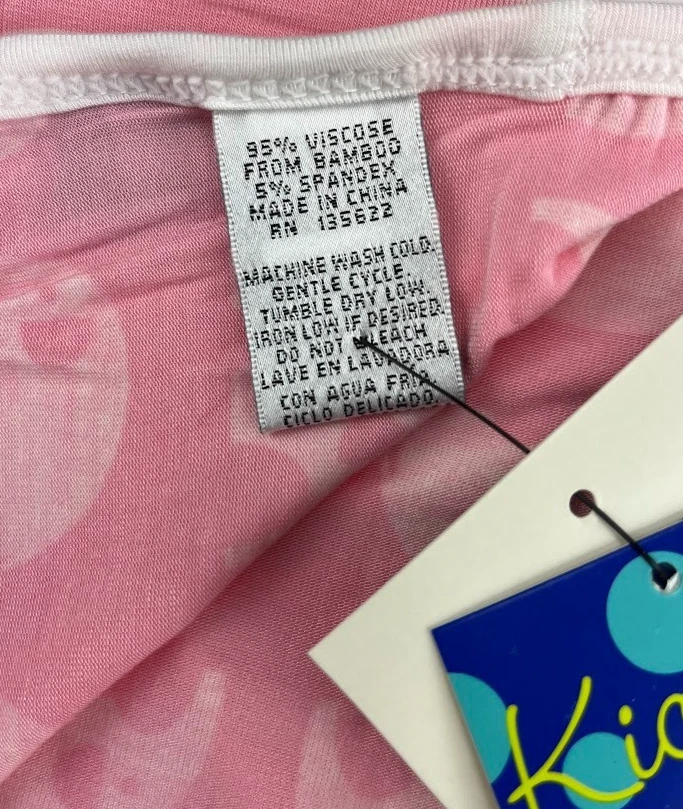 95% VISCOSE
FROM BAMBOO
5% SPANDEX
MADE IN CHINA
RN 135622
MACHINE WASH COLD.
GENTLE CYCLE.
TUMBLE DRY LOW.
IRON LOW IF DESIRED.
DO NOT BLEACH
LAVE EN LAVADORA
CON AGUA FRIA.
CICLO DELICADO.
Kic